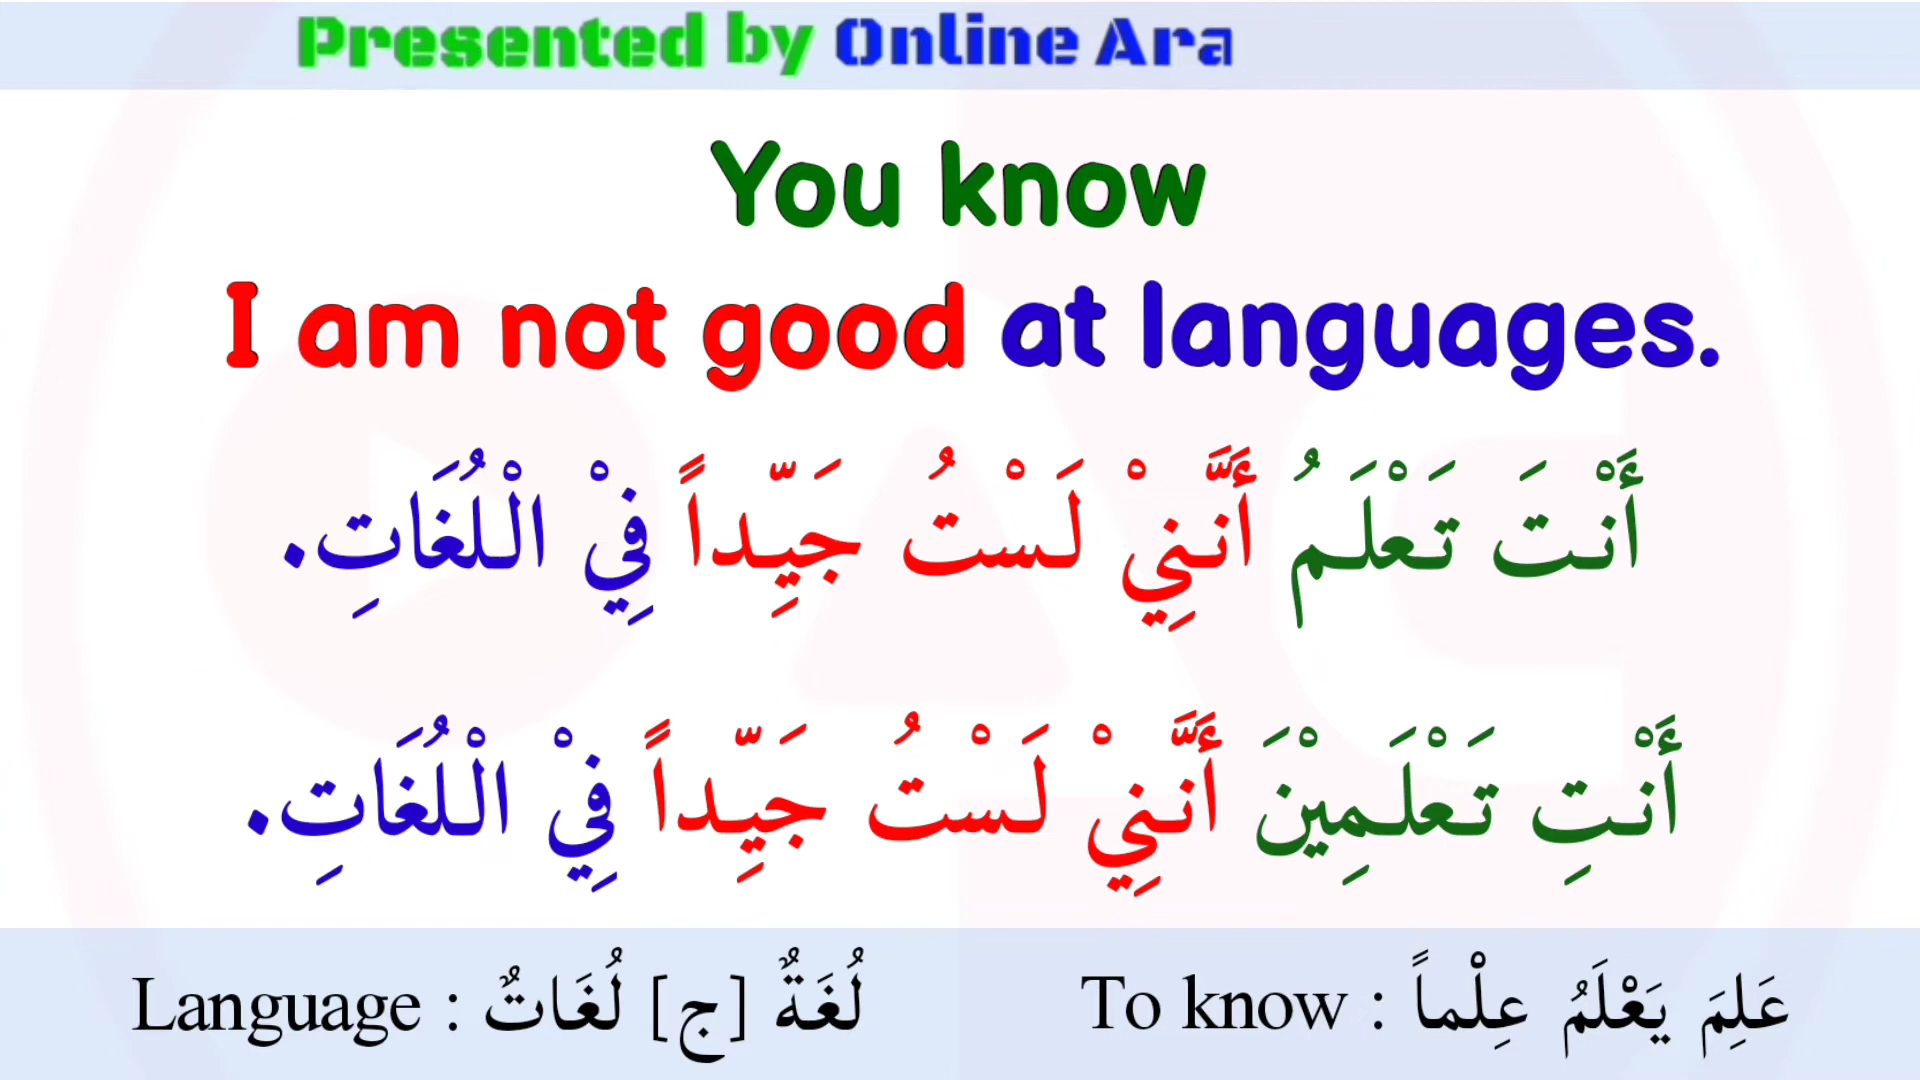 Presented by Online Ara
You know
I am not good at languages.
أَنْتَ تَعْلَمُ أَنَّنِيْ لَسْتُ جَيِّداً فِيْ الْلُغَاتِ.
أَنْتِ تَعْلَمِيْنَ أَنَّنِيْ لَسْتُ جَيِّداً فِيْ الْلُغَاتِ.
Language : لُغَةٌ [ج] لُغَاتٌ
To know : عَلِمَ يَعْلَمُ عِلْماً